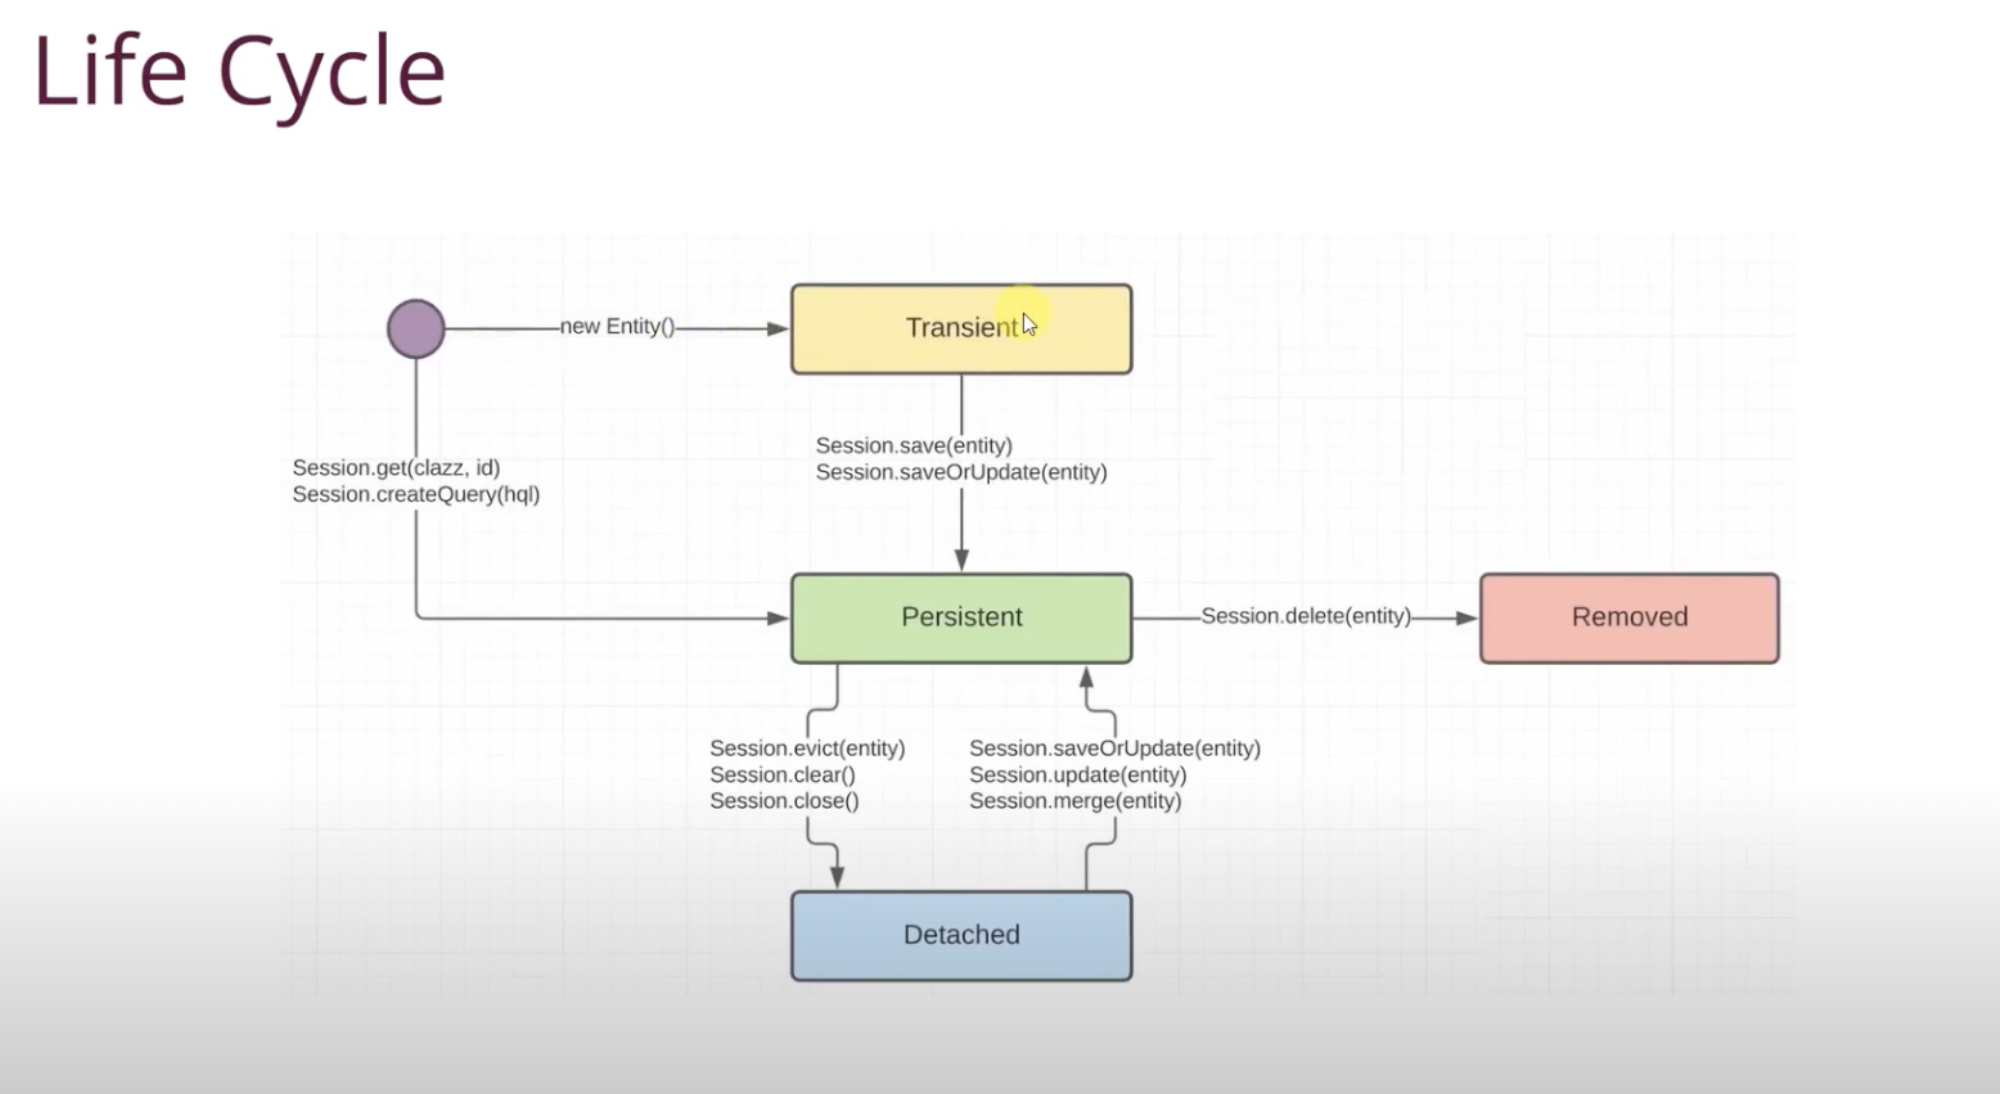 Life Cycle
new Entity()
Transient
Session.get(clazz, id)
Session.createQuery(hql)
Session.save(entity)
Session.saveOrUpdate(entity)
Persistent
Session.delete(entity)
Removed
Session.evict(entity)
Session.clear()
Session.close()
Session.saveOrUpdate(entity)
Session.update(entity)
Session.merge(entity)
Detached